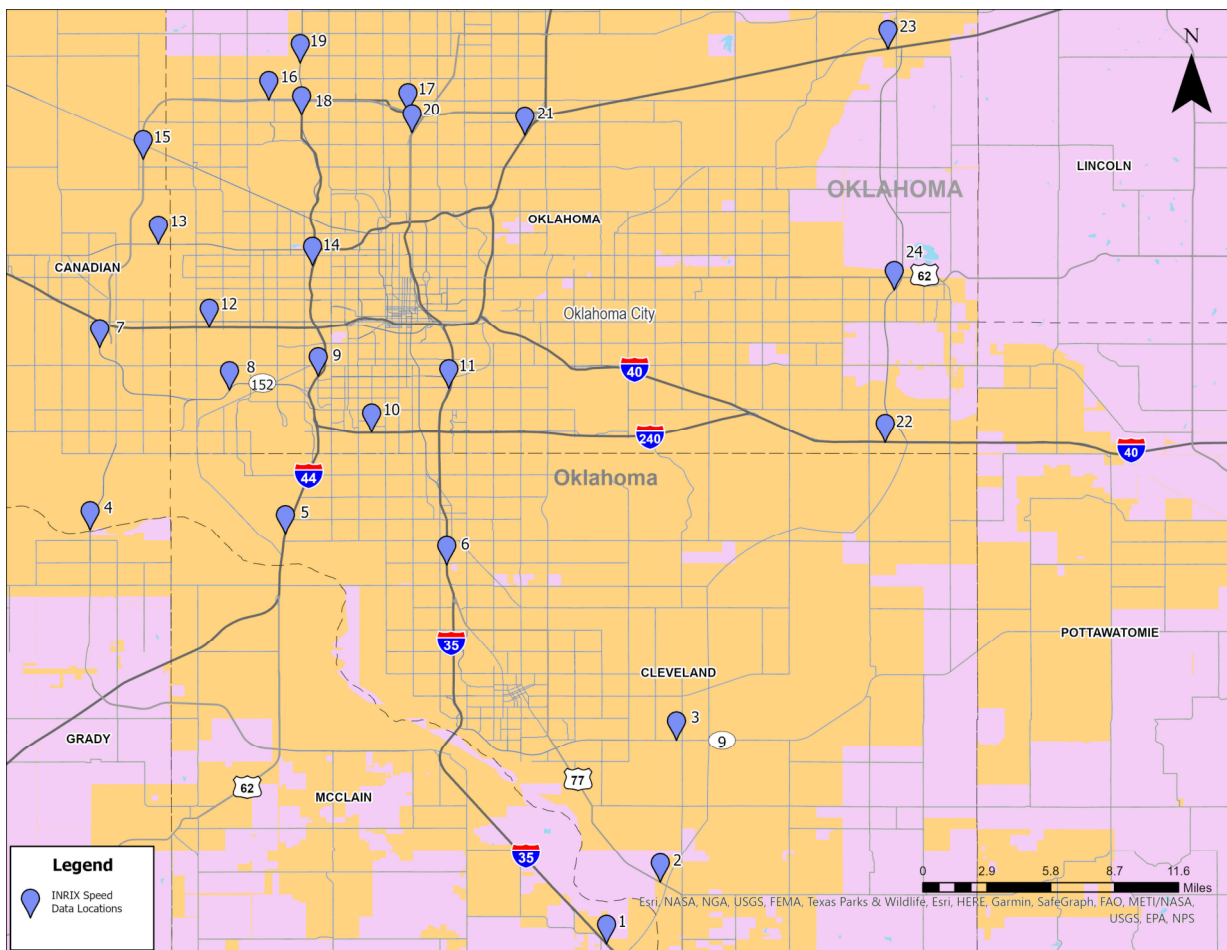 23
19
N
16
17
18
20
21
15
LINCOLN
OKLAHOMA
13
OKLAHOMA
14
CANADIAN
24
62
12
Oklahoma City
7
9
8
11
152
40
10
22
240
40
Oklahoma
44
4
5
6
35
POTTAWATOMIE
CLEVELAND
3
GRADY
9
77
62
MCCLAIN
35
2
1
Legend
INRIX Speed
Data Locations
0 2.9 5.8 8.7 11.6
Miles
Esri, NASA, NGA, USGS, FEMA, Texas Parks & Wildlife, Esri, HERE, Garmin, SafeGraph, FAO, METI/NASA,
USGS, EPA, NPS